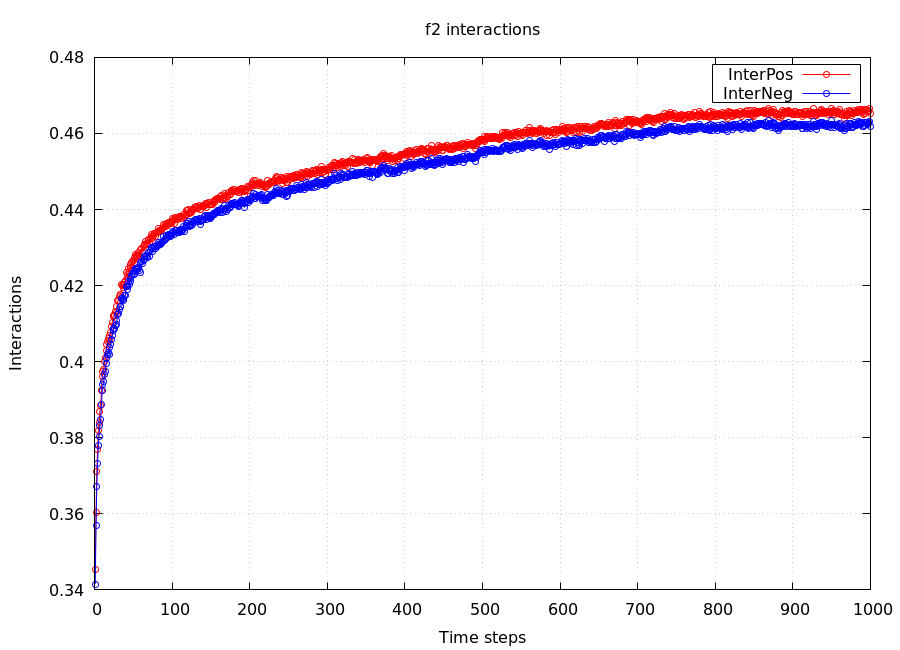 f2 interactions
0.48
0.46
0.44
0.42
0.4
0.38
0.36
0.34
Interactions
InterPos
InterNeg
0 100 200 300 400 500 600 700 800 900 1000
Time steps